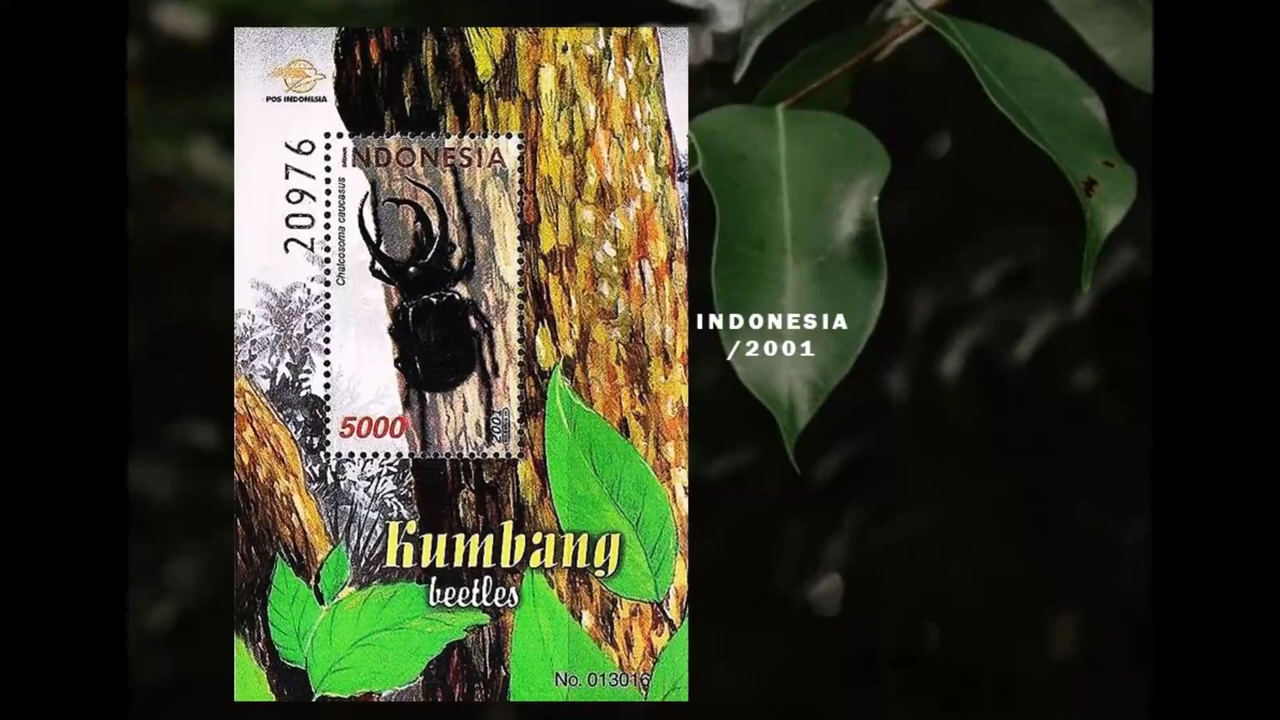 POS INDONESIA
20976
INDONESIA
Chalcosoma caucasus
5000
2001
Kumbang
beetles
No. 013016
INDONESIA
/2001